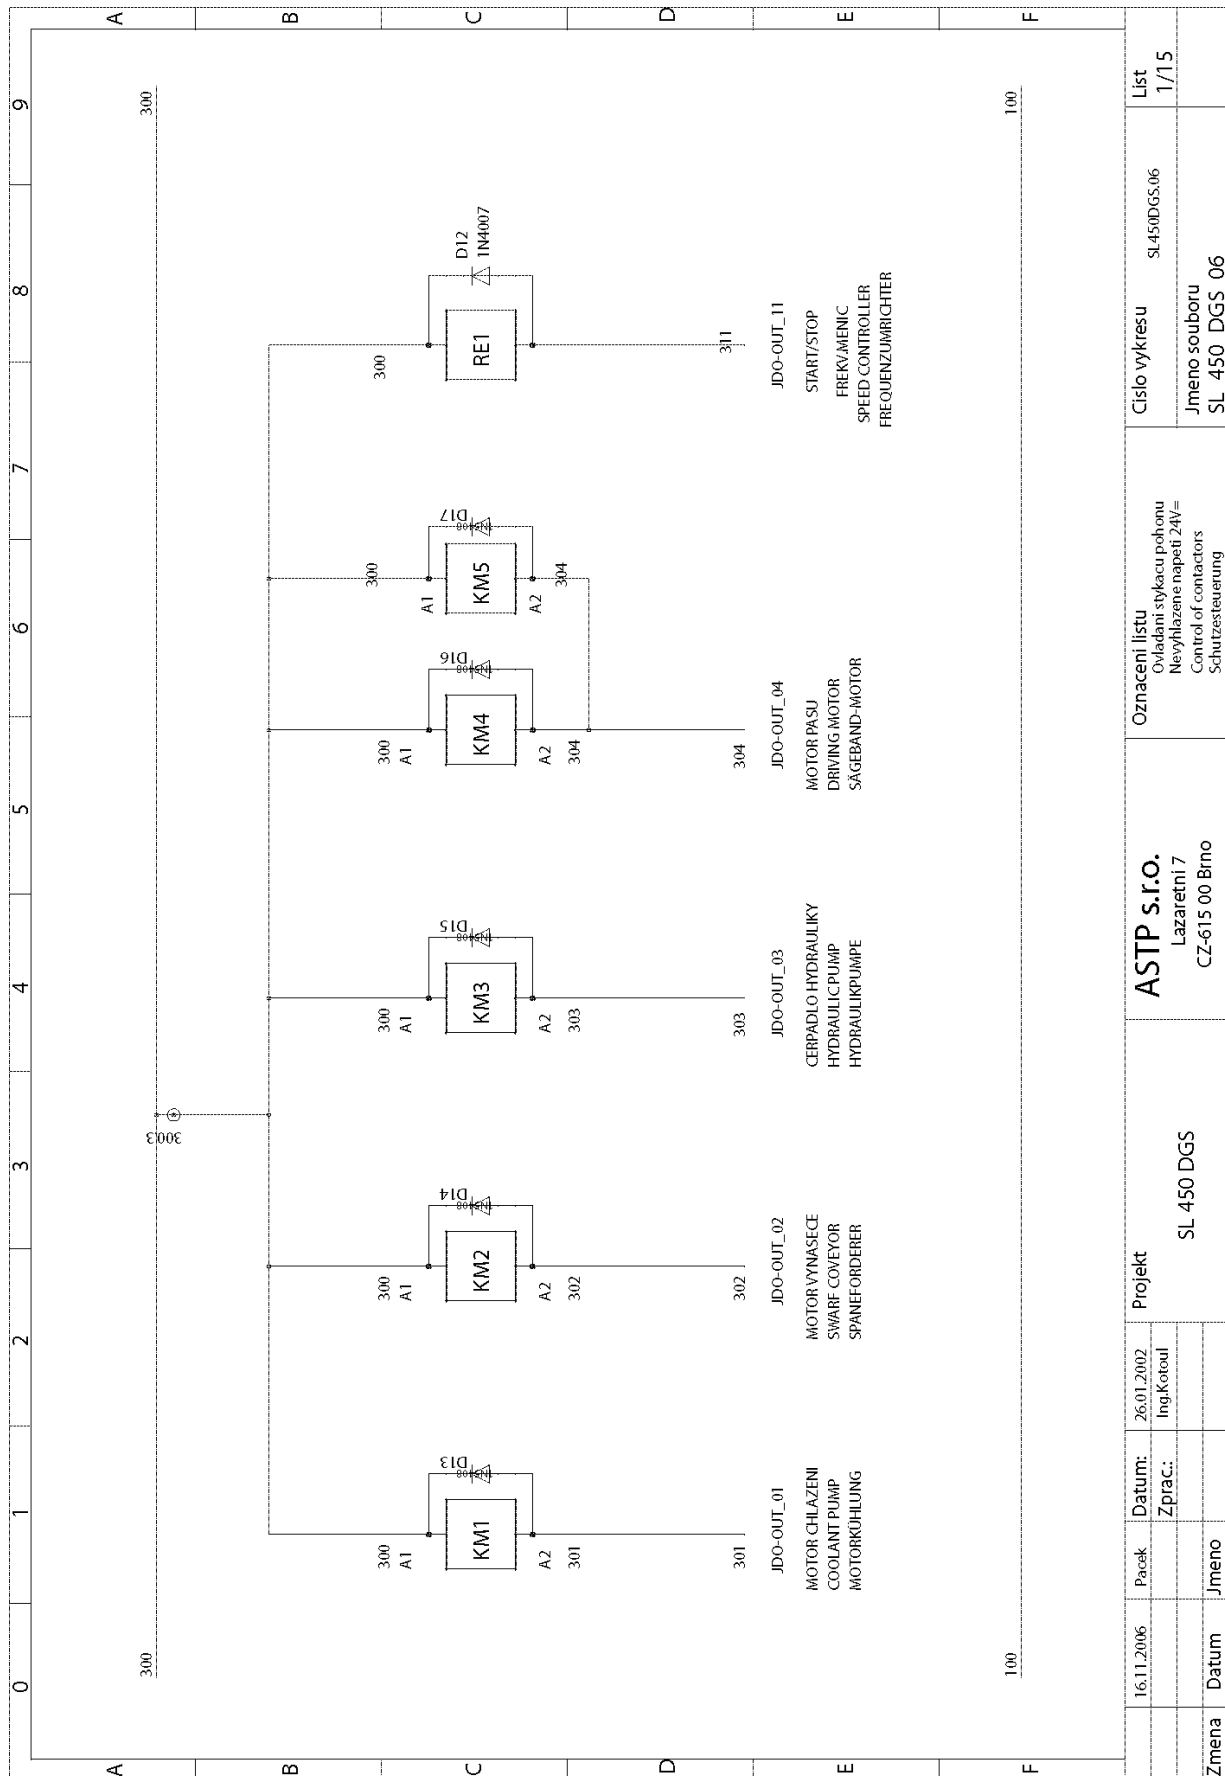 0 1 2 3 4 5 6 7 8 9
A A
B B
C C
D D
E E
F F
300 300
300.3
300 300 300 300 300 300
A1 A1 A1 A1 A1
KM1 KM2 KM3 KM4 KM5 RE1
D13 D14 D15 D16 D17 D12
1N4007
A2 A2 A2 A2 A2
301 302 303 304 304
301 302 303 304 311
JDO-OUT_01
MOTOR CHLAZENI
COOLANT PUMP
MOTORKÜHLUNG
JDO-OUT_02
MOTOR VYNASECE
SWARF COVEYOR
SPANEFORDERER
JDO-OUT_03
CERPADLO HYDRAULIKY
HYDRAULIC PUMP
HYDRAULIKPUMPE
JDO-OUT_04
MOTOR PASU
DRIVING MOTOR
SÄGEBAND-MOTOR
JDO-OUT_11
START/STOP
FREKV.MENIC
SPEED CONTROLLER
FREQUENZUMRICHTER
100 100
16.11.2006 Pacek
Zmena Datum Jmeno
Datum: 26.01.2002
Zprac.: Ing.Kotoul
Projekt
SL 450 DGS
ASTP s.r.o.
Lazaretni 7
CZ-615 00 Brno
Oznaceni listu
Ovladani stykacu pohonu
Nevyhlazene napeti 24V=
Control of contactors
Schutzesteuerung
Cislo vykresu
SL450DGS.06
Jmeno souboru
SL 450 DGS 06
List
1/15